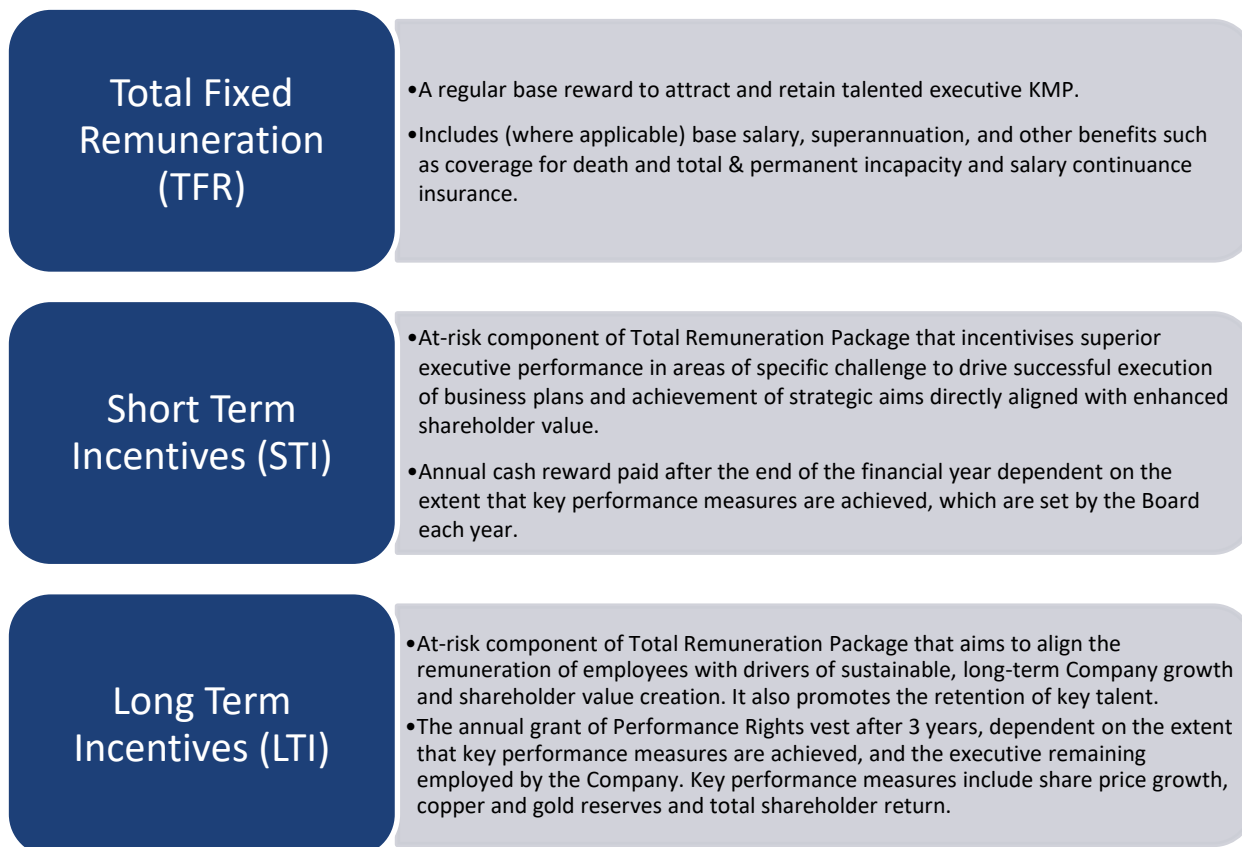 Total Fixed
Remuneration
(TFR)
•A regular base reward to attract and retain talented executive KMP.
•Includes (where applicable) base salary, superannuation, and other benefits such
as coverage for death and total & permanent incapacity and salary continuance
insurance.
Short Term
Incentives (STI)
•At-risk component of Total Remuneration Package that incentivises superior
executive performance in areas of specific challenge to drive successful execution
of business plans and achievement of strategic aims directly aligned with enhanced
shareholder value.
•Annual cash reward paid after the end of the financial year dependent on the
extent that key performance measures are achieved, which are set by the Board
each year.
Long Term
Incentives (LTI)
•At-risk component of Total Remuneration Package that aims to align the
remuneration of employees with drivers of sustainable, long-term Company growth
and shareholder value creation. It also promotes the retention of key talent.
•The annual grant of Performance Rights vest after 3 years, dependent on the extent
that key performance measures are achieved, and the executive remaining
employed by the Company. Key performance measures include share price growth,
copper and gold reserves and total shareholder return.